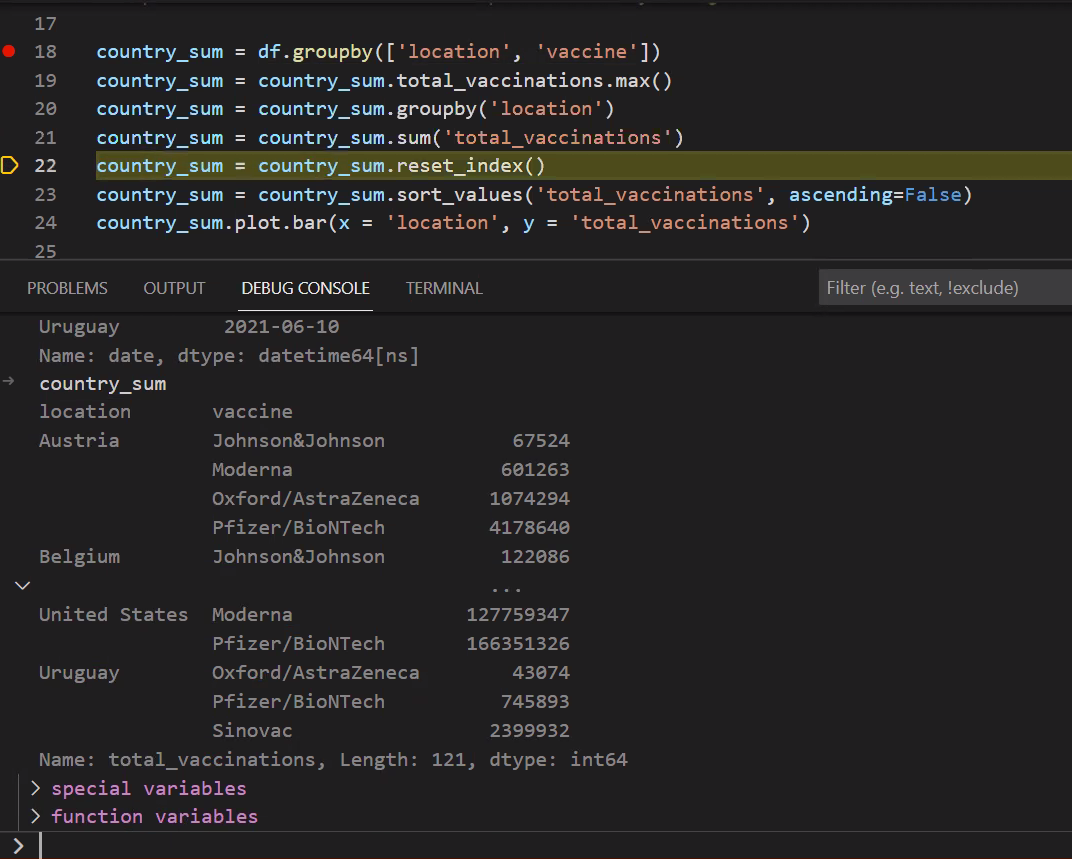 17
18 country_sum = df.groupby(['location', 'vaccine'])
19 country_sum = country_sum.total_vaccinations.max()
20 country_sum = country_sum.groupby('location')
21 country_sum = country_sum.sum('total_vaccinations')
22 country_sum = country_sum.reset_index()
23 country_sum = country_sum.sort_values('total_vaccinations', ascending=False)
24 country_sum.plot.bar(x = 'location', y = 'total_vaccinations')
25
PROBLEMS OUTPUT DEBUG CONSOLE TERMINAL Filter (e.g. text, !exclude)
Uruguay 2021-06-10
Name: date, dtype: datetime64[ns]
country_sum
location vaccine
Austria Johnson&Johnson 67524
Moderna 601263
Oxford/AstraZeneca 1074294
Pfizer/BioNTech 4178640
Belgium Johnson&Johnson 122086
...
United States Moderna 127759347
Pfizer/BioNTech 166351326
Uruguay Oxford/AstraZeneca 43074
Pfizer/BioNTech 745893
Sinovac 2399932
Name: total_vaccinations, Length: 121, dtype: int64
> special variables
> function variables
>